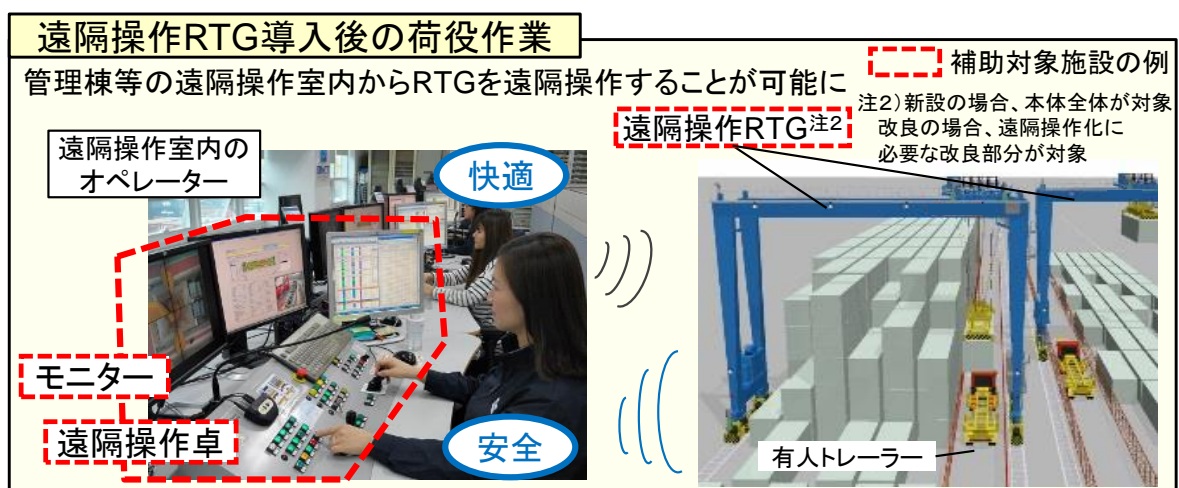 遠隔操作RTG導入後の荷役作業
管理棟等の遠隔操作室内からRTGを遠隔操作することが可能に
補助対象施設の例
注2）新設の場合、本体全体が対象
改良の場合、遠隔操作化に
必要な改良部分が対象
遠隔操作RTG注2
遠隔操作室内の
オペレーター
快適
モニター
遠隔操作卓
安全
有人トレーラー